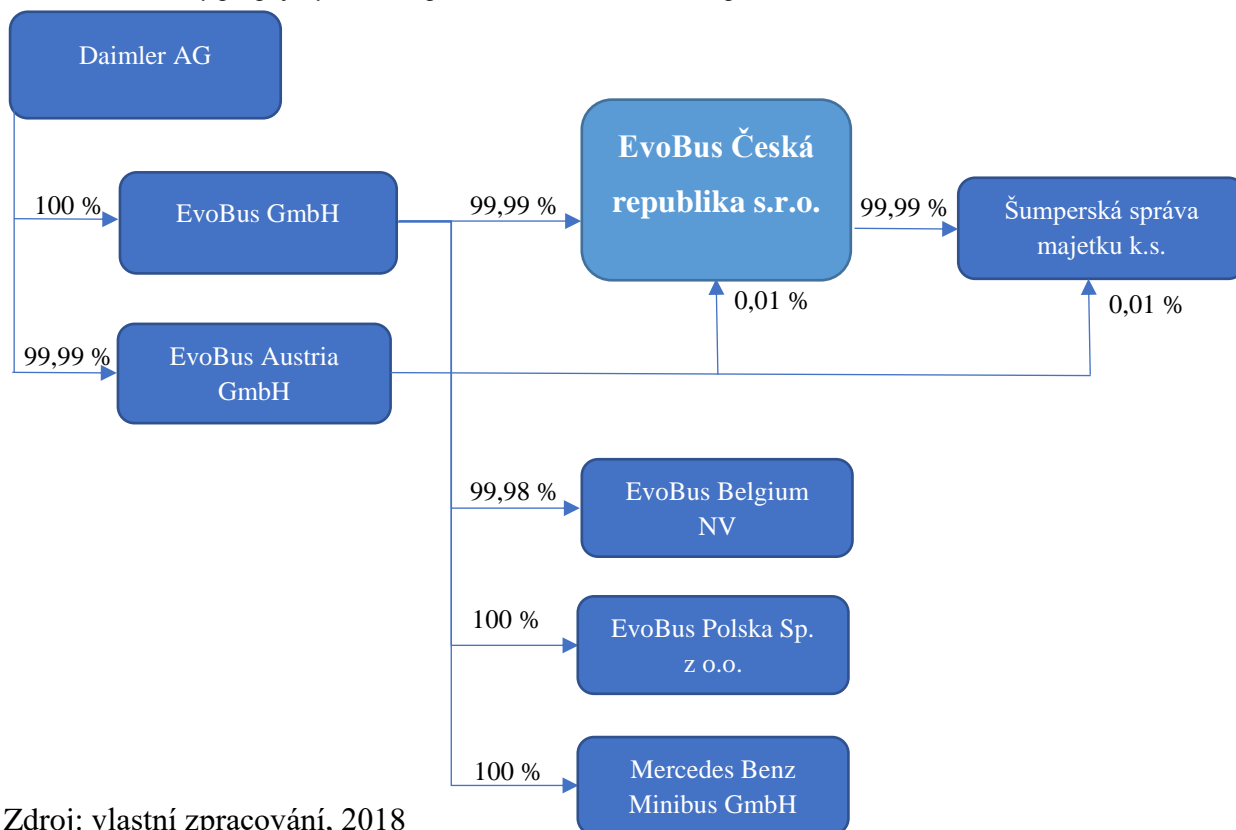 Daimler AG
100 %
EvoBus GmbH
99,99 %
EvoBus Česká
republika s.r.o.
99,99 %
Šumperská správa
majetku k.s.
0,01 %
0,01 %
99,99 %
EvoBus Austria
GmbH
99,98 %
EvoBus Belgium
NV
100 %
EvoBus Polska Sp.
z o.o.
100 %
Mercedes Benz
Minibus GmbH
Zdroj: vlastní zpracování, 2018